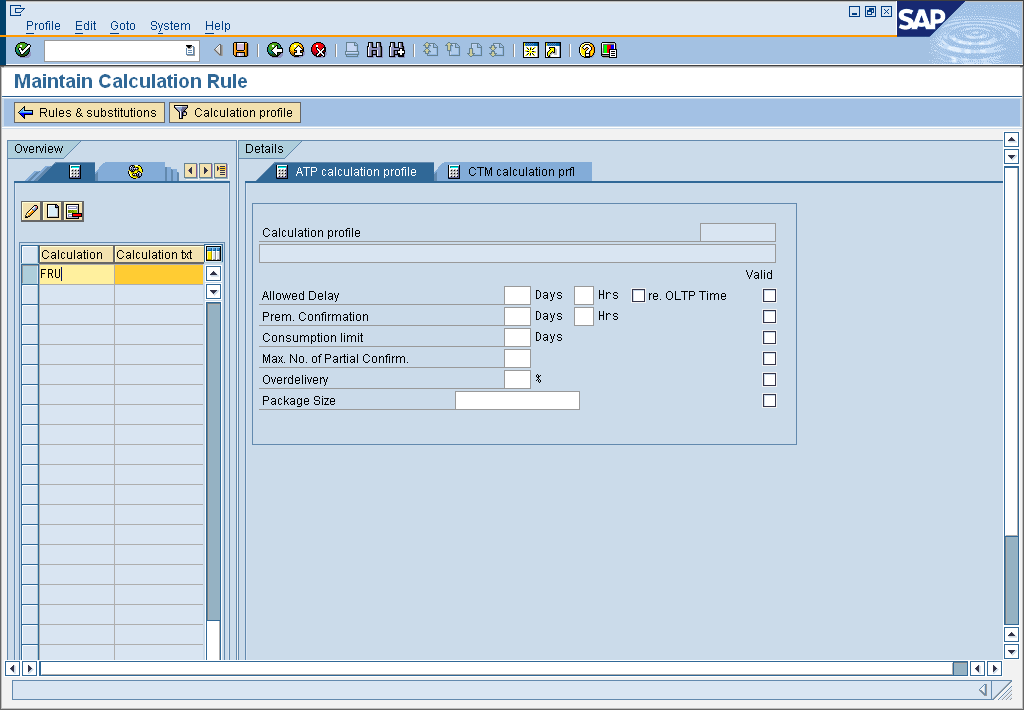 Profile Edit Goto System Help
SAP
Maintain Calculation Rule
Rules & substitutions Calculation profile
Overview
Details
ATP calculation profile CTM calculation prfl
Calculation Calculation txt
FRU
Calculation profile
Valid
Allowed Delay Days Hrs re. OLTP Time
Prem. Confirmation Days Hrs
Consumption limit Days
Max. No. of Partial Confirm.
Overdelivery %
Package Size